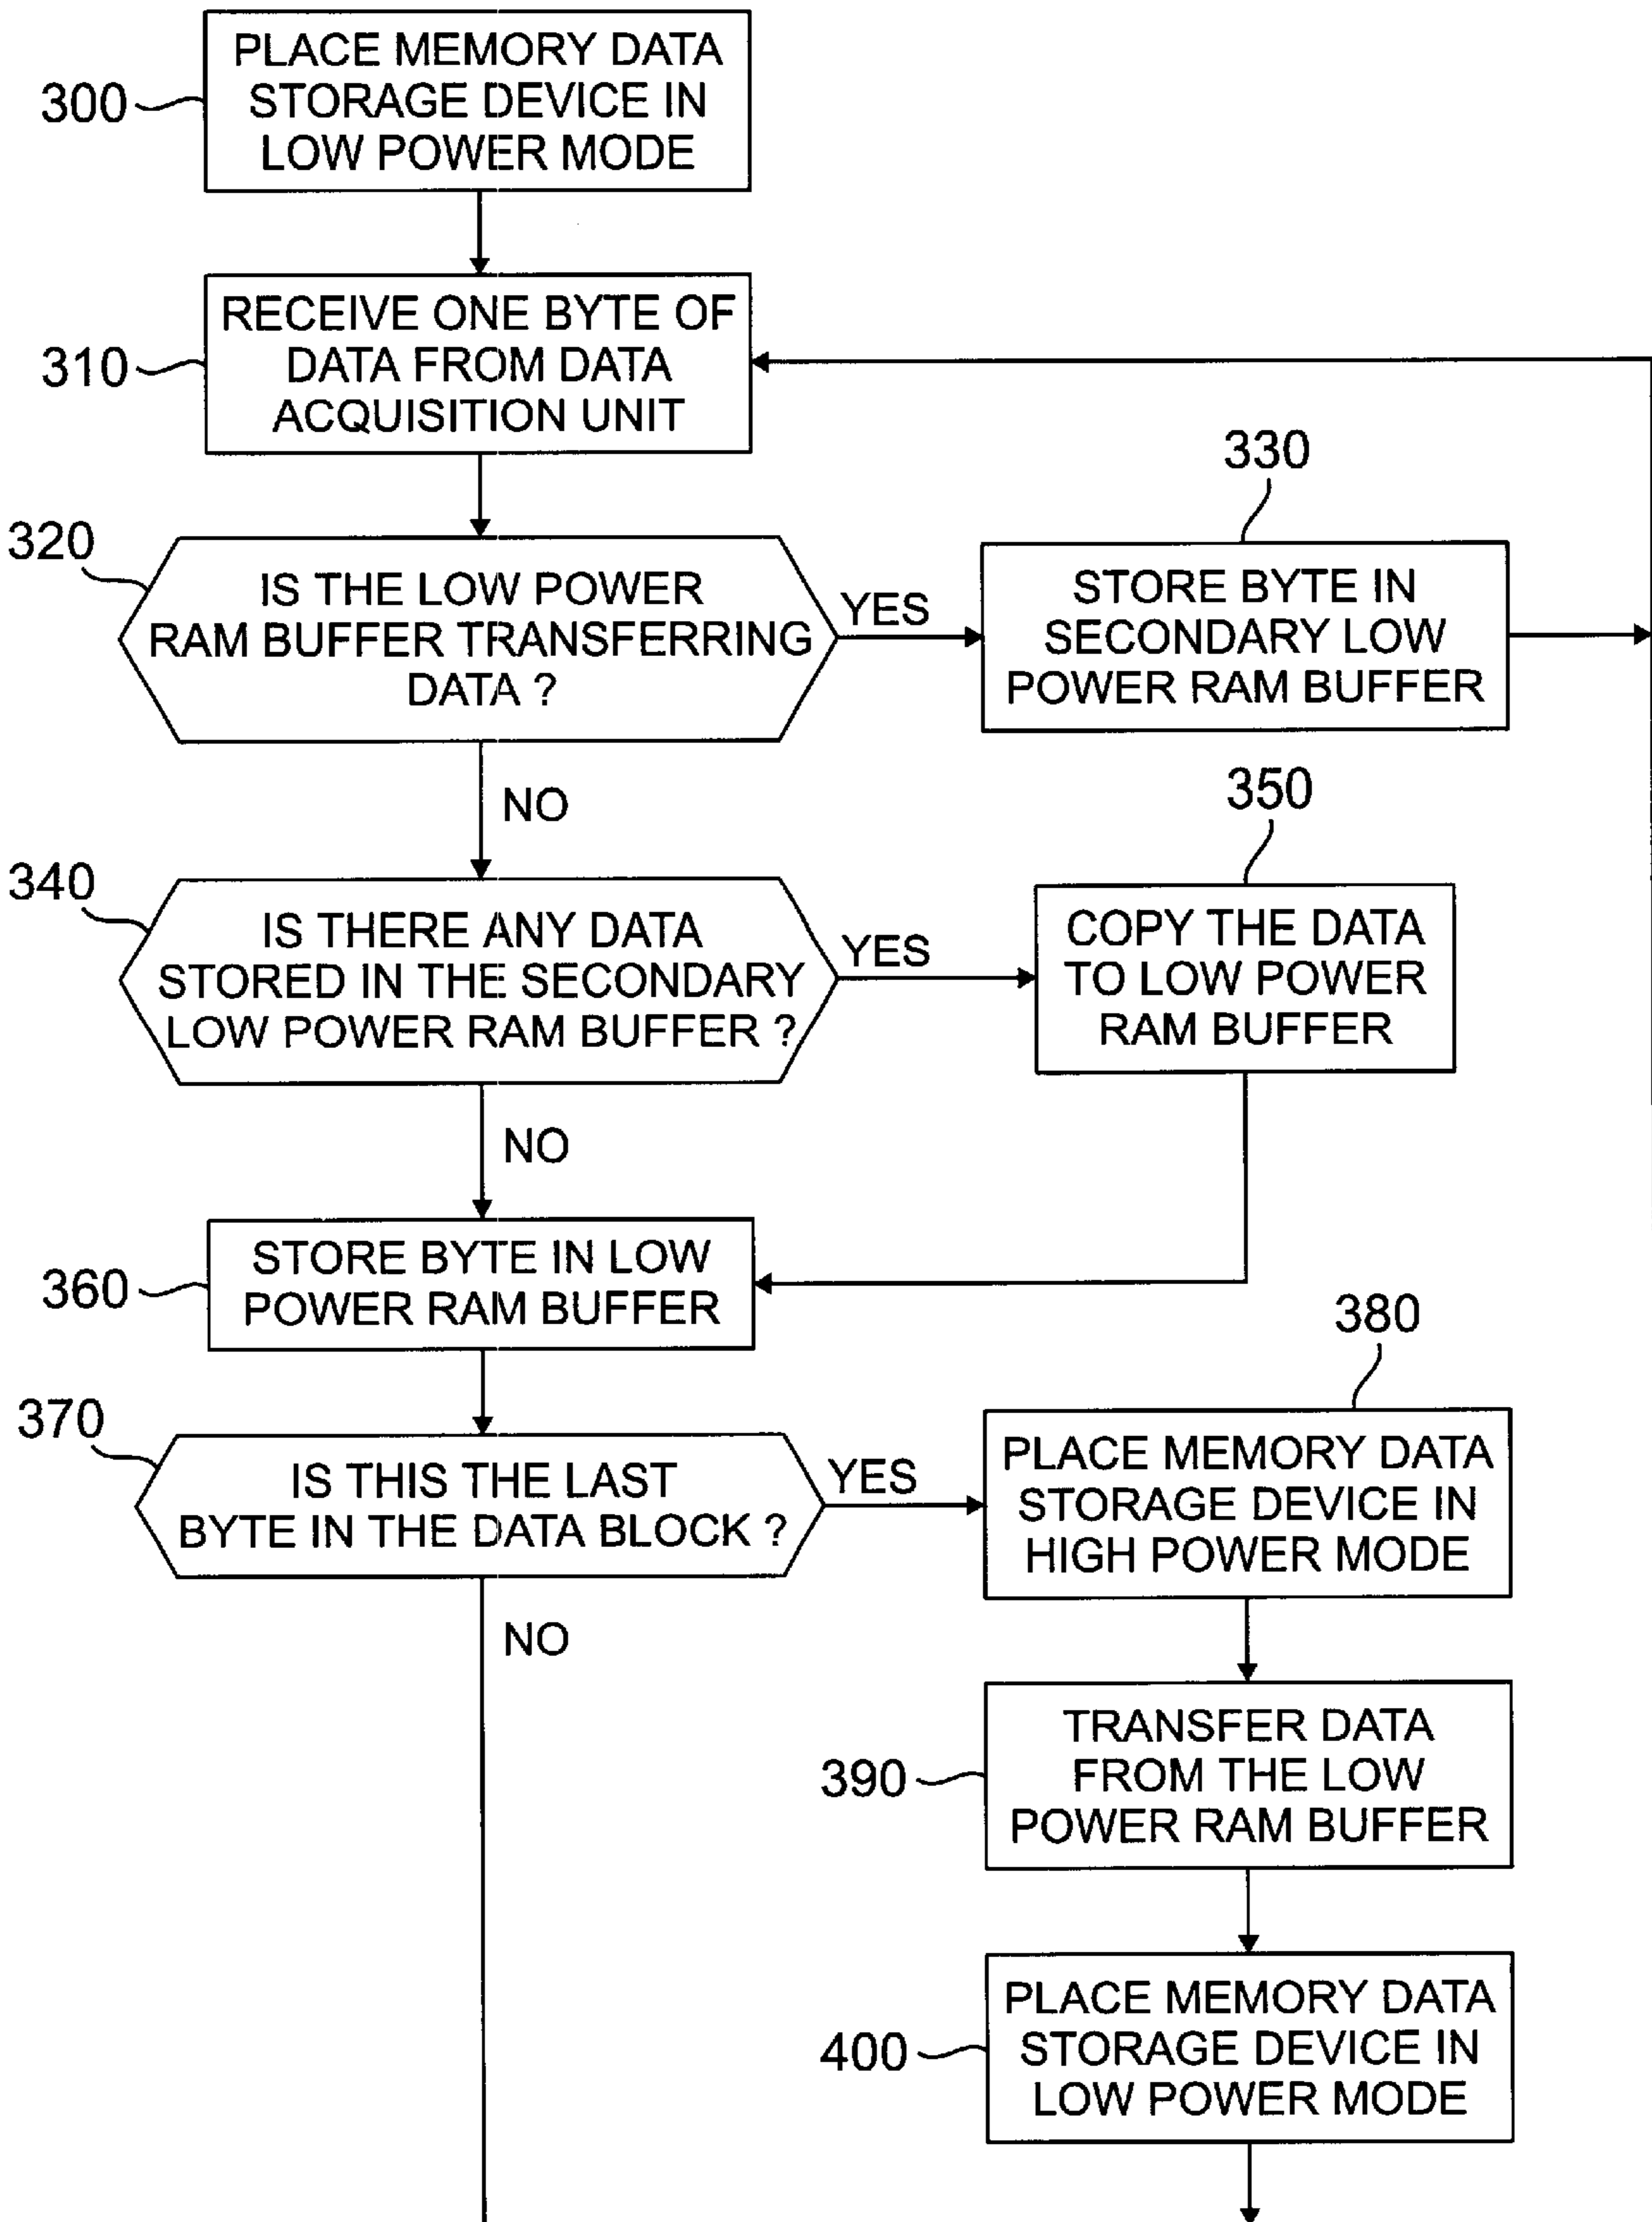 300
PLACE MEMORY DATA
STORAGE DEVICE IN
LOW POWER MODE
310
RECEIVE ONE BYTE OF
DATA FROM DATA
ACQUISITION UNIT
320
IS THE LOW POWER
RAM BUFFER TRANSFERRING
DATA ?
YES
330
STORE BYTE IN
SECONDARY LOW
POWER RAM BUFFER
NO
340
IS THERE ANY DATA
STORED IN THE SECONDARY
LOW POWER RAM BUFFER ?
YES
350
COPY THE DATA
TO LOW POWER
RAM BUFFER
NO
360
STORE BYTE IN LOW
POWER RAM BUFFER
370
IS THIS THE LAST
BYTE IN THE DATA BLOCK ?
YES
380
PLACE MEMORY DATA
STORAGE DEVICE IN
HIGH POWER MODE
NO
390
TRANSFER DATA
FROM THE LOW
POWER RAM BUFFER
400
PLACE MEMORY DATA
STORAGE DEVICE IN
LOW POWER MODE